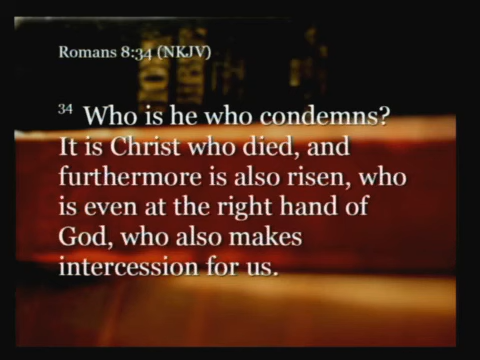 Romans 8:34 (NKJV)
34 Who is he who condemns?
It is Christ who died, and
furthermore is also risen, who
is even at the right hand of
God, who also makes
intercession for us.